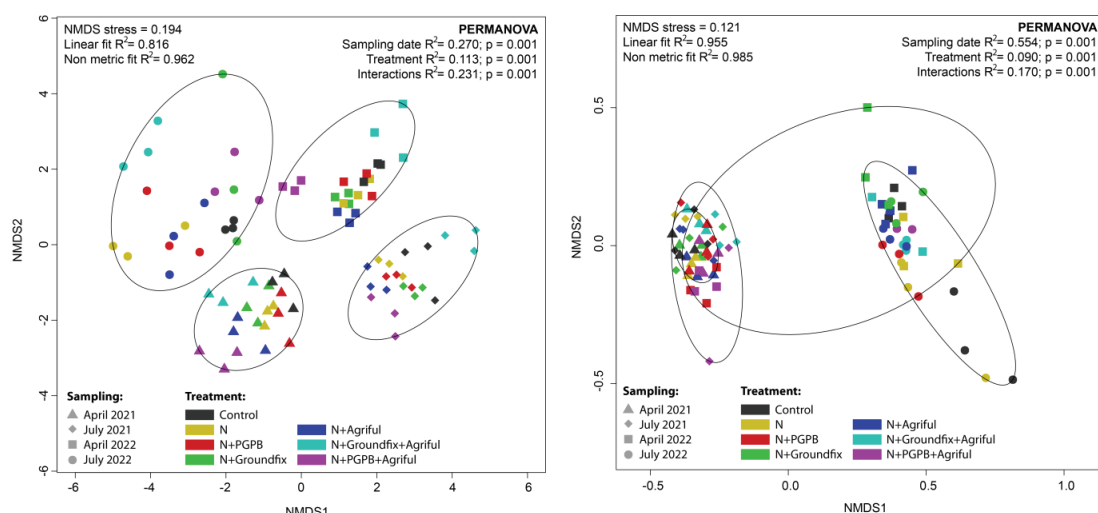 NMDS stress = 0.194
Linear fit R²= 0.816
Non metric fit R²= 0.962
PERMANOVA
Sampling date R²= 0.270; p = 0.001
Treatment R²= 0.113; p = 0.001
Interactions R²= 0.231; p = 0.001
6
4
2
0
-2
-4
-6
NMDS2
Sampling:
April 2021
July 2021
April 2022
July 2022
Treatment:
Control
N
N+PGPB
N+Groundfix
N+Agriful
N+Groundfix+Agriful
N+PGPB+Agriful
-6
-4
-2
0
2
4
6
NMDS1
NMDS stress = 0.121
Linear fit R²= 0.955
Non metric fit R²= 0.985
PERMANOVA
Sampling date R²= 0.554; p = 0.001
Treatment R²= 0.090; p = 0.001
Interactions R²= 0.170; p = 0.001
0.5
0.0
-0.5
NMDS2
Sampling:
April 2021
July 2021
April 2022
July 2022
Treatment:
Control
N
N+PGPB
N+Groundfix
N+Agriful
N+Groundfix+Agriful
N+PGPB+Agriful
-0.5
0.0
0.5
1.0
NMDS1